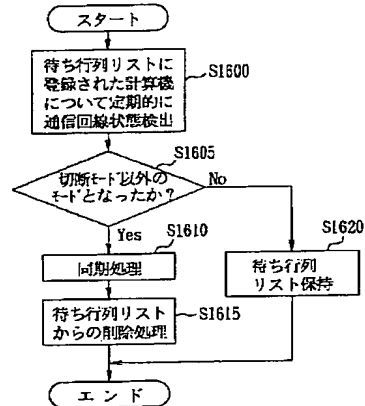 スタート
待ち行列リストに
登録された計算機
について定期的に
通信回線状態検出
S1600
切断モード以外の
モードとなったか?
S1605
No
Yes
S1610
同期処理
S1620
待ち行列
リスト保持
待ち行列リスト
からの削除処理
S1615
エンド